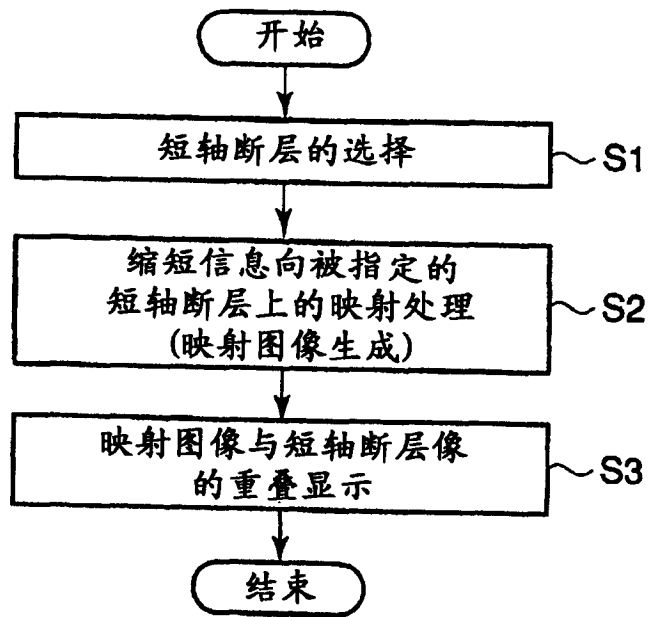 开始
短轴断层的选择
S1
缩短信息向被指定的
短轴断层上的映射处理
(映射图像生成)
S2
映射图像与短轴断层像
的重叠显示
S3
结束